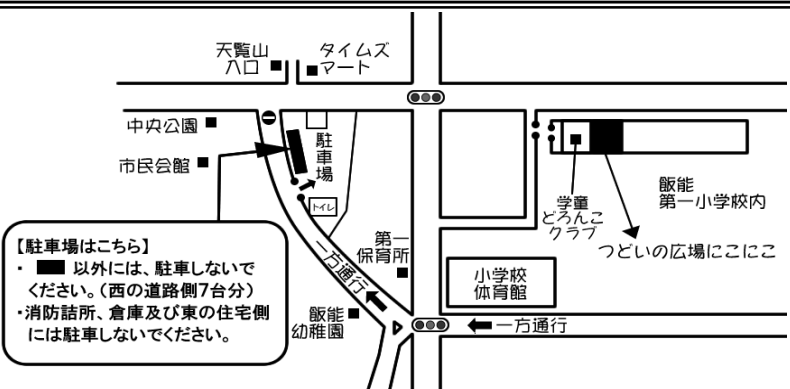 天覧山
入口
タイムズ
マート
中央公園
市民会館
駐車場
トイレ
【駐車場はこちら】
・ 以外には、駐車しないで
ください。(西の道路側7台分)
・消防詰所、倉庫及び東の住宅側
には駐車しないでください。
一方通行
第一
保育所
飯能
幼稚園
一方通行
小学校
体育館
学童
どろんこ
クラブ
飯能
第一小学校内
つどいの広場にこにこ